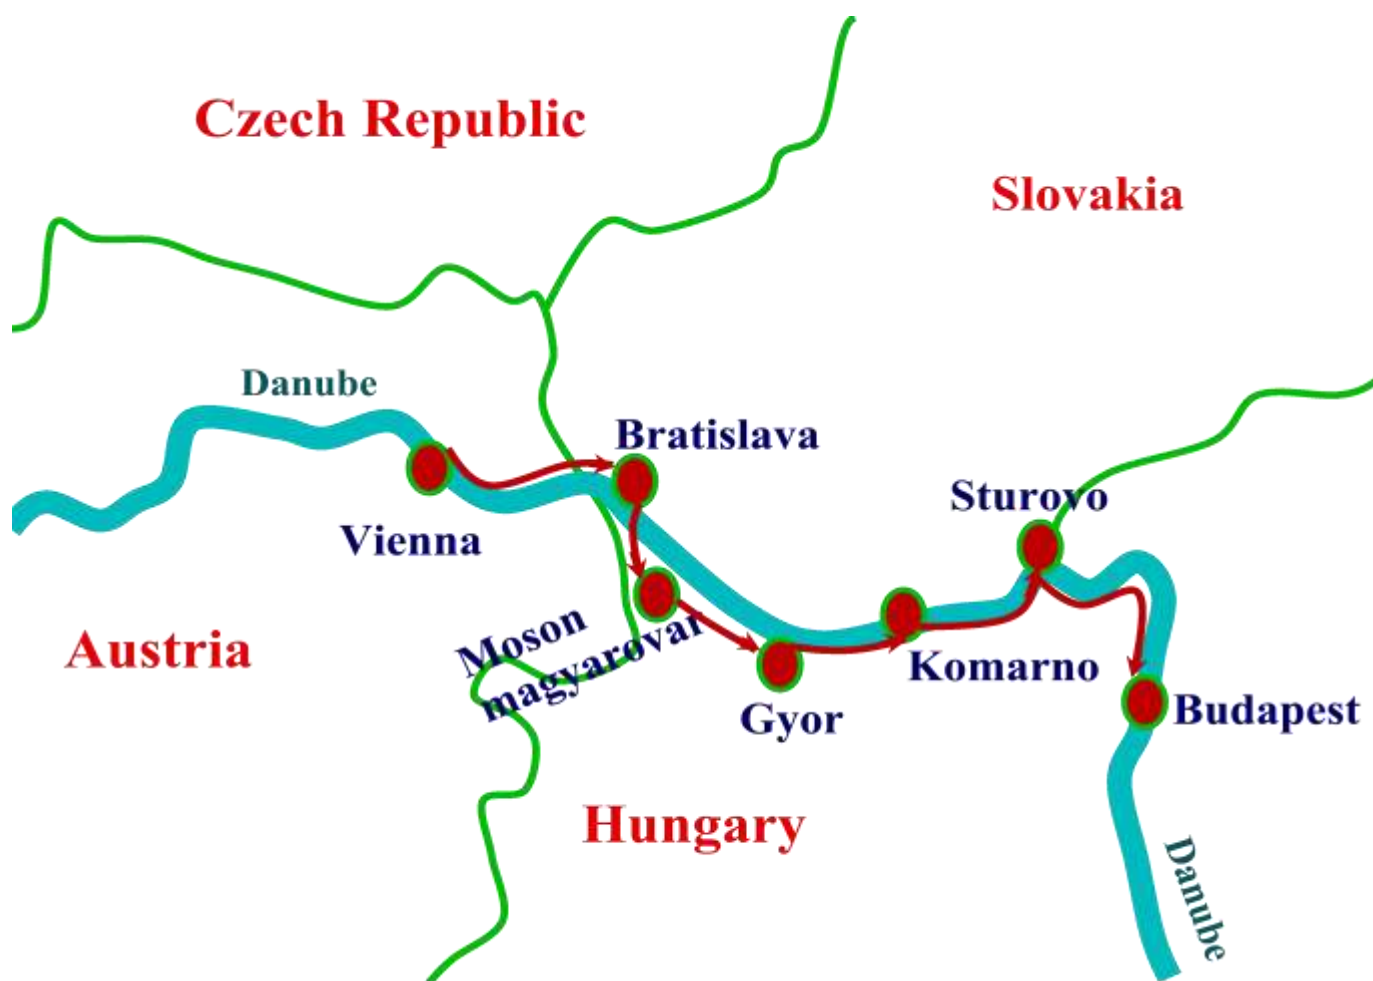 Czech Republic
Slovakia
Danube
Bratislava
Sturovo
Vienna
Moson
magyarovar
Austria
Komarno
Gyor
Budapest
Hungary
Danube